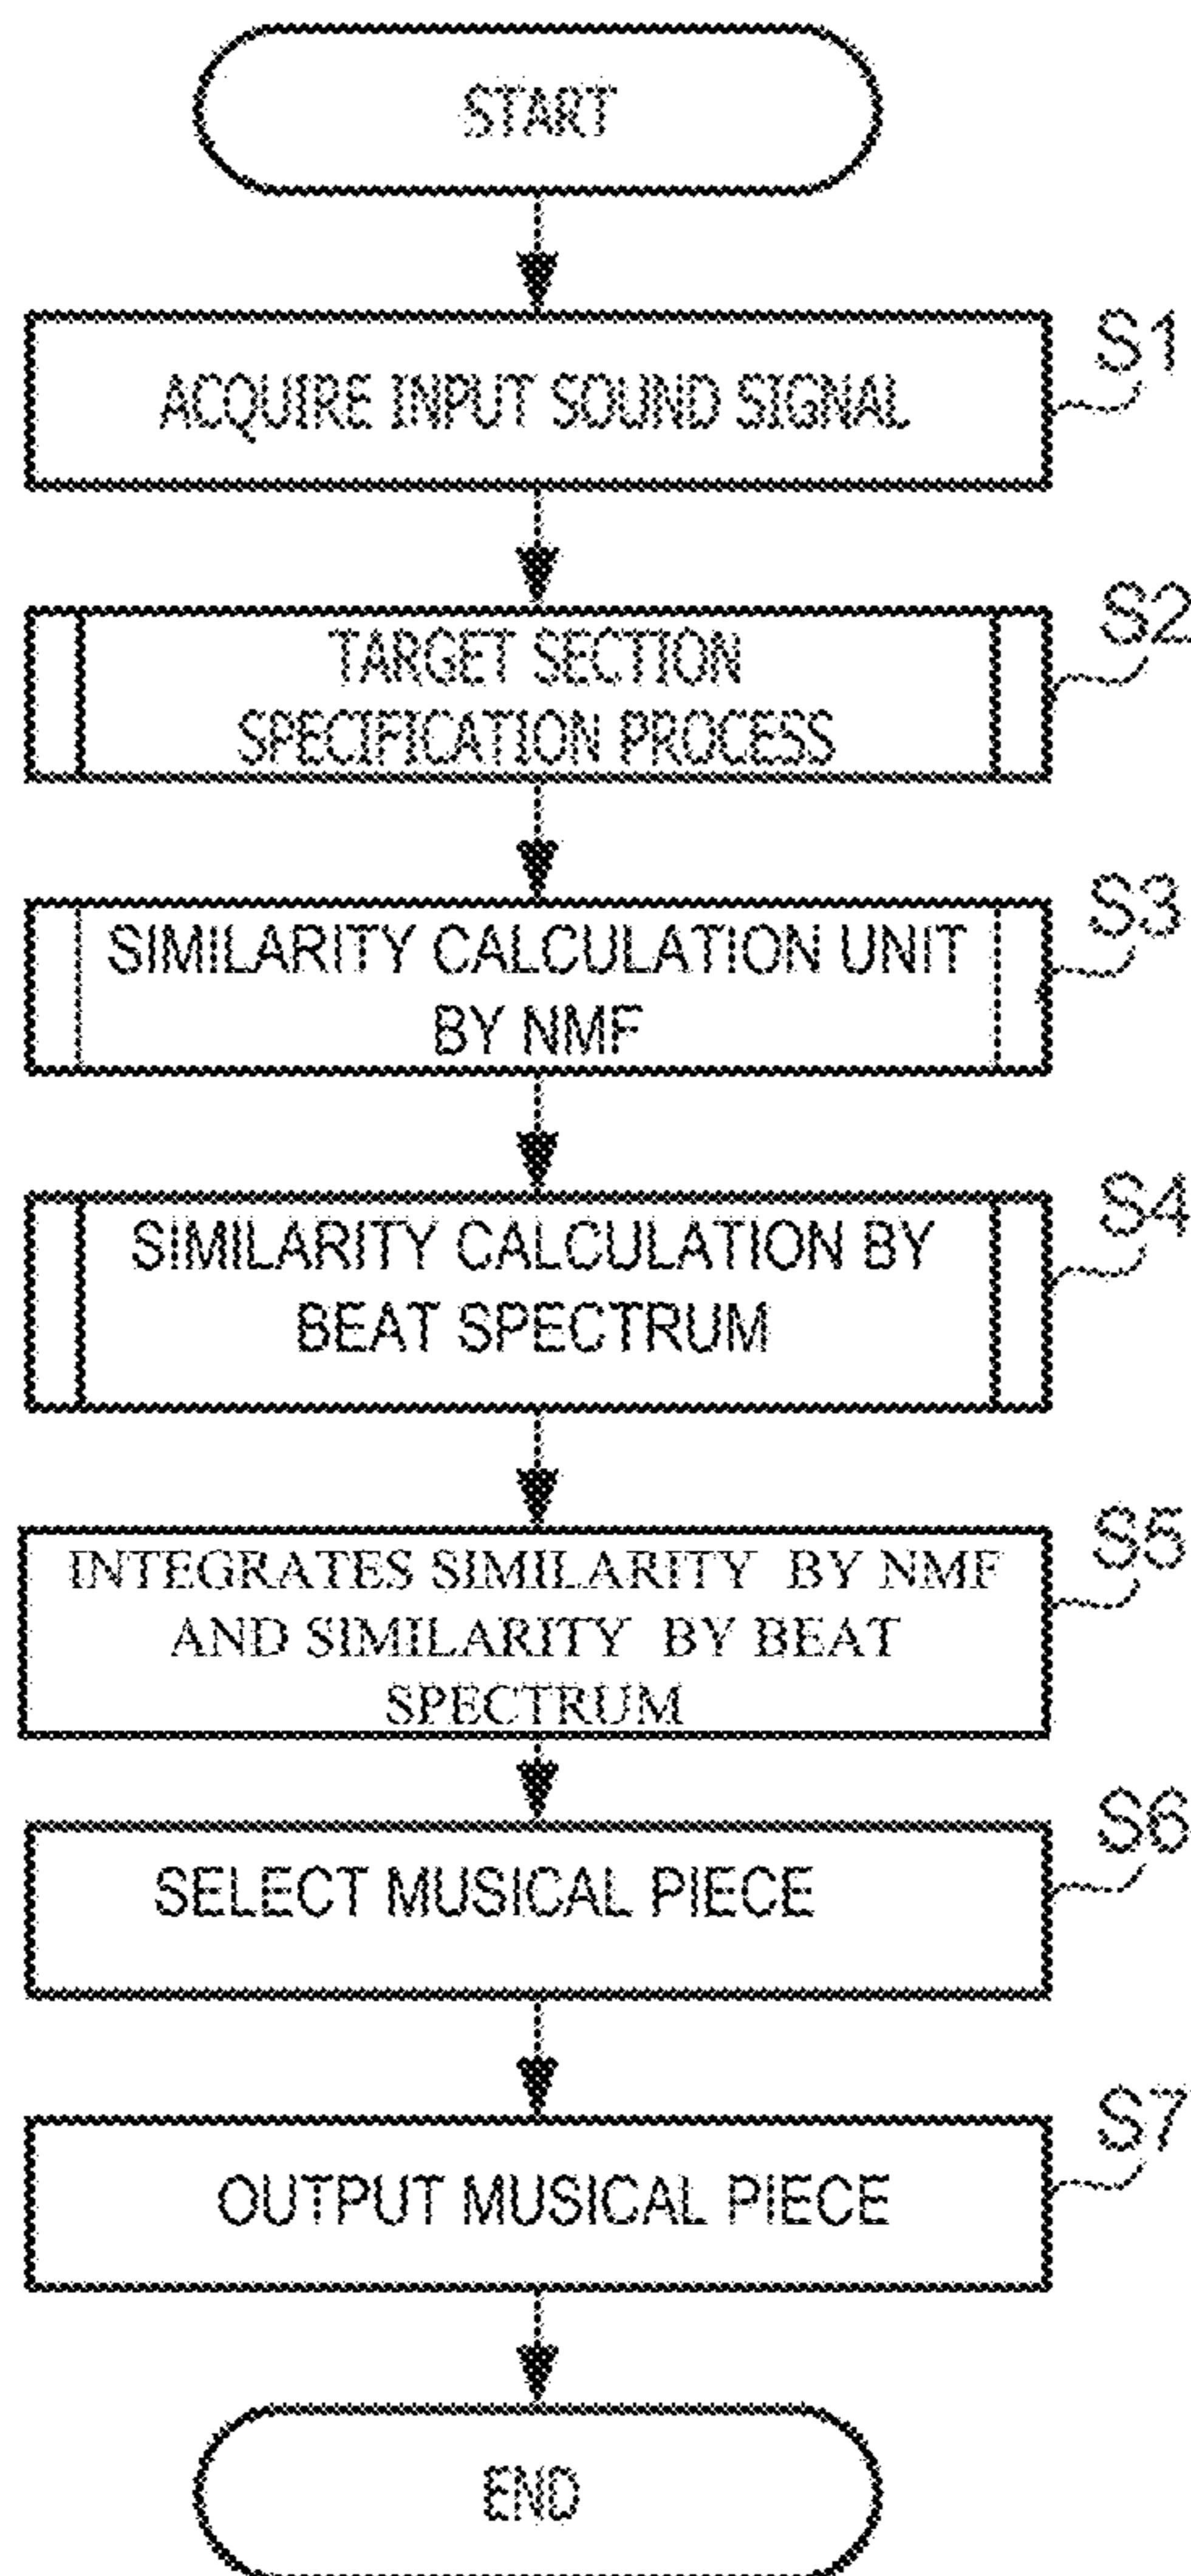 START
ACQUIRE INPUT SOUND SIGNAL
S1
TARGET SECTION
SPECIFICATION PROCESS
S2
SIMILARITY CALCULATION UNIT
BY NMF
S3
SIMILARITY CALCULATION BY
BEAT SPECTRUM
S4
INTEGRATES SIMILARITY BY NMF
AND SIMILARITY BY BEAT
SPECTRUM
S5
SELECT MUSICAL PIECE
S6
OUTPUT MUSICAL PIECE
S7
END